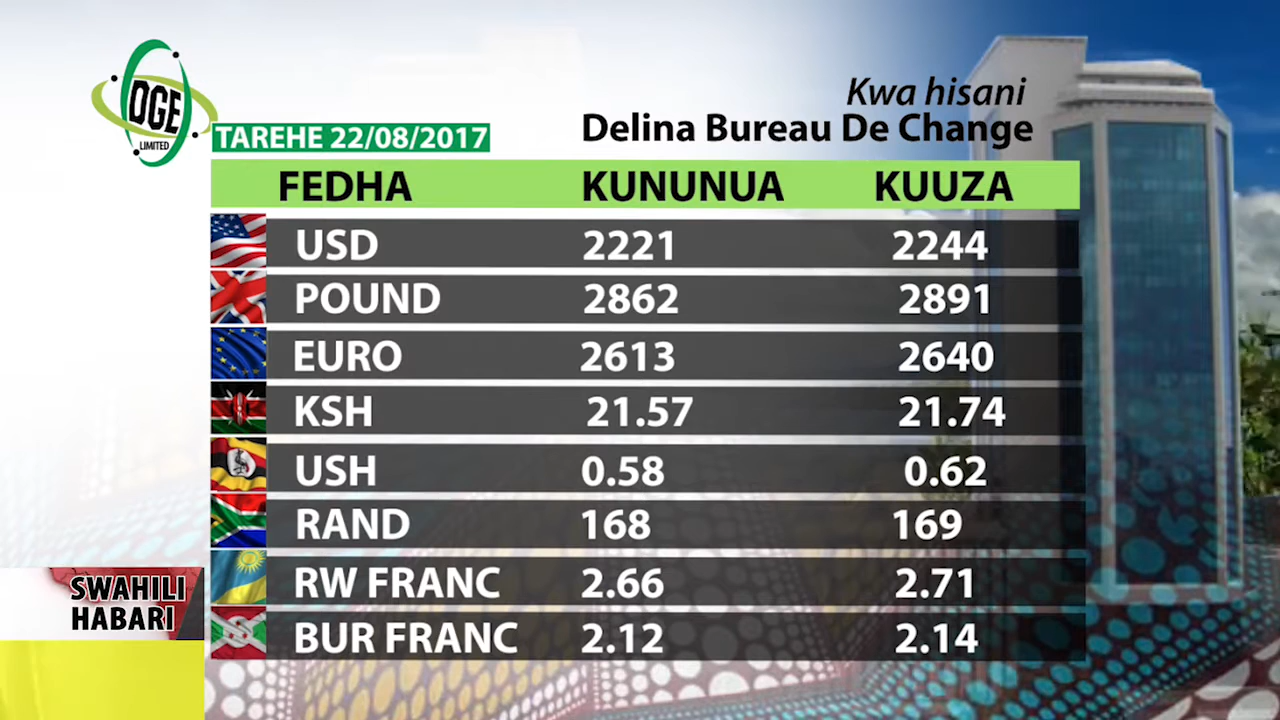 DGE
LIMITED
TAREHE 22/08/2017
Kwa hisani
Delina Bureau De Change
FEDHA KUNUNUA KUUZA
USD 2221 2244
POUND 2862 2891
EURO 2613 2640
KSH 21.57 21.74
USH 0.58 0.62
RAND 168 169
RW FRANC 2.66 2.71
BUR FRANC 2.12 2.14
SWAHILI
HABARI